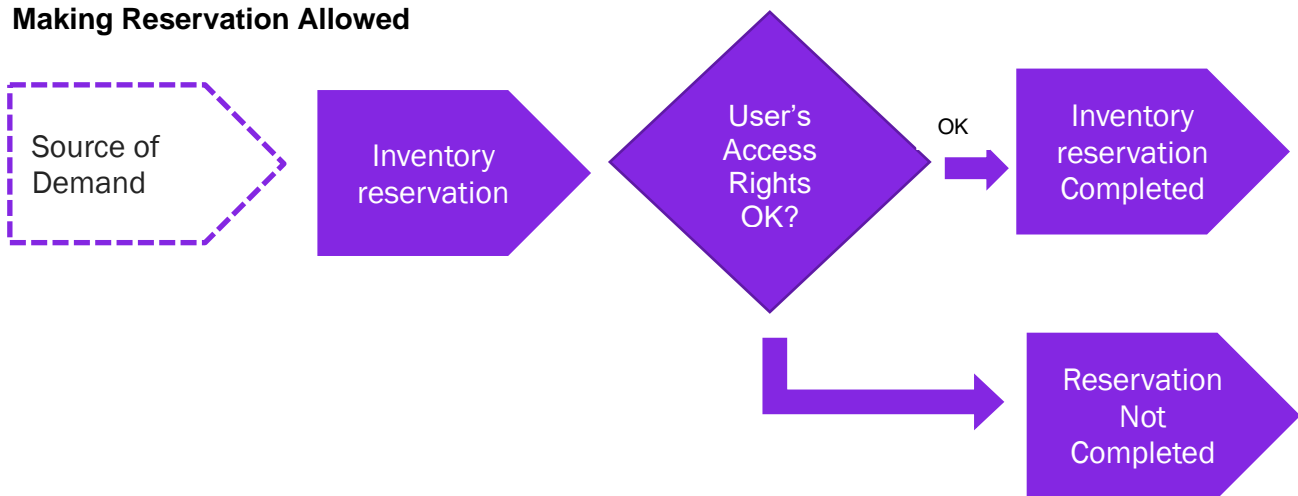 Making Reservation Allowed
Source of
Demand
Inventory
reservation
User's
Access
Rights
OK?
OK
Inventory
reservation
Completed
Reservation
Not
Completed